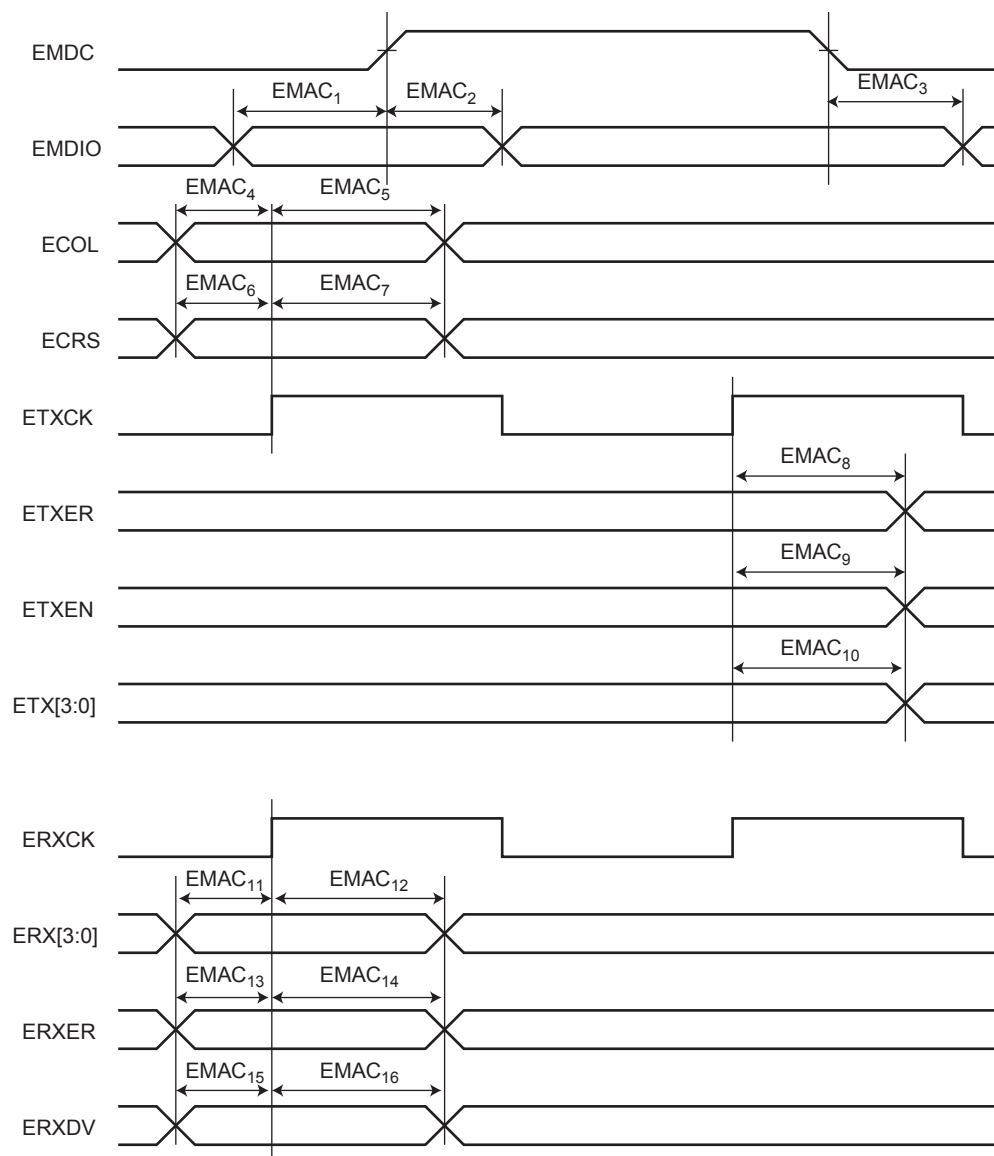 EMDC
EMAC₁ EMAC₂ EMAC₃
EMDIO
EMAC₄ EMAC₅
ECOL
EMAC₆ EMAC₇
ECRS
ETXCK
EMAC₈
ETXER
EMAC₉
ETXEN
EMAC₁₀
ETX[3:0]
ERXCK
EMAC₁₁ EMAC₁₂
ERX[3:0]
EMAC₁₃ EMAC₁₄
ERXER
EMAC₁₅ EMAC₁₆
ERXDV